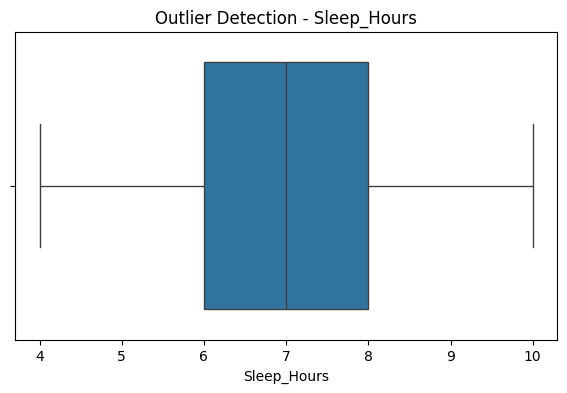 Outlier Detection - Sleep_Hours
4 5 6 7 8 9 10
Sleep_Hours